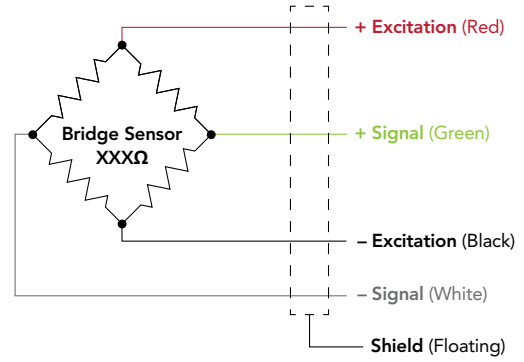 + Excitation (Red)
Bridge Sensor
XXXΩ
+ Signal (Green)
– Excitation (Black)
– Signal (White)
Shield (Floating)